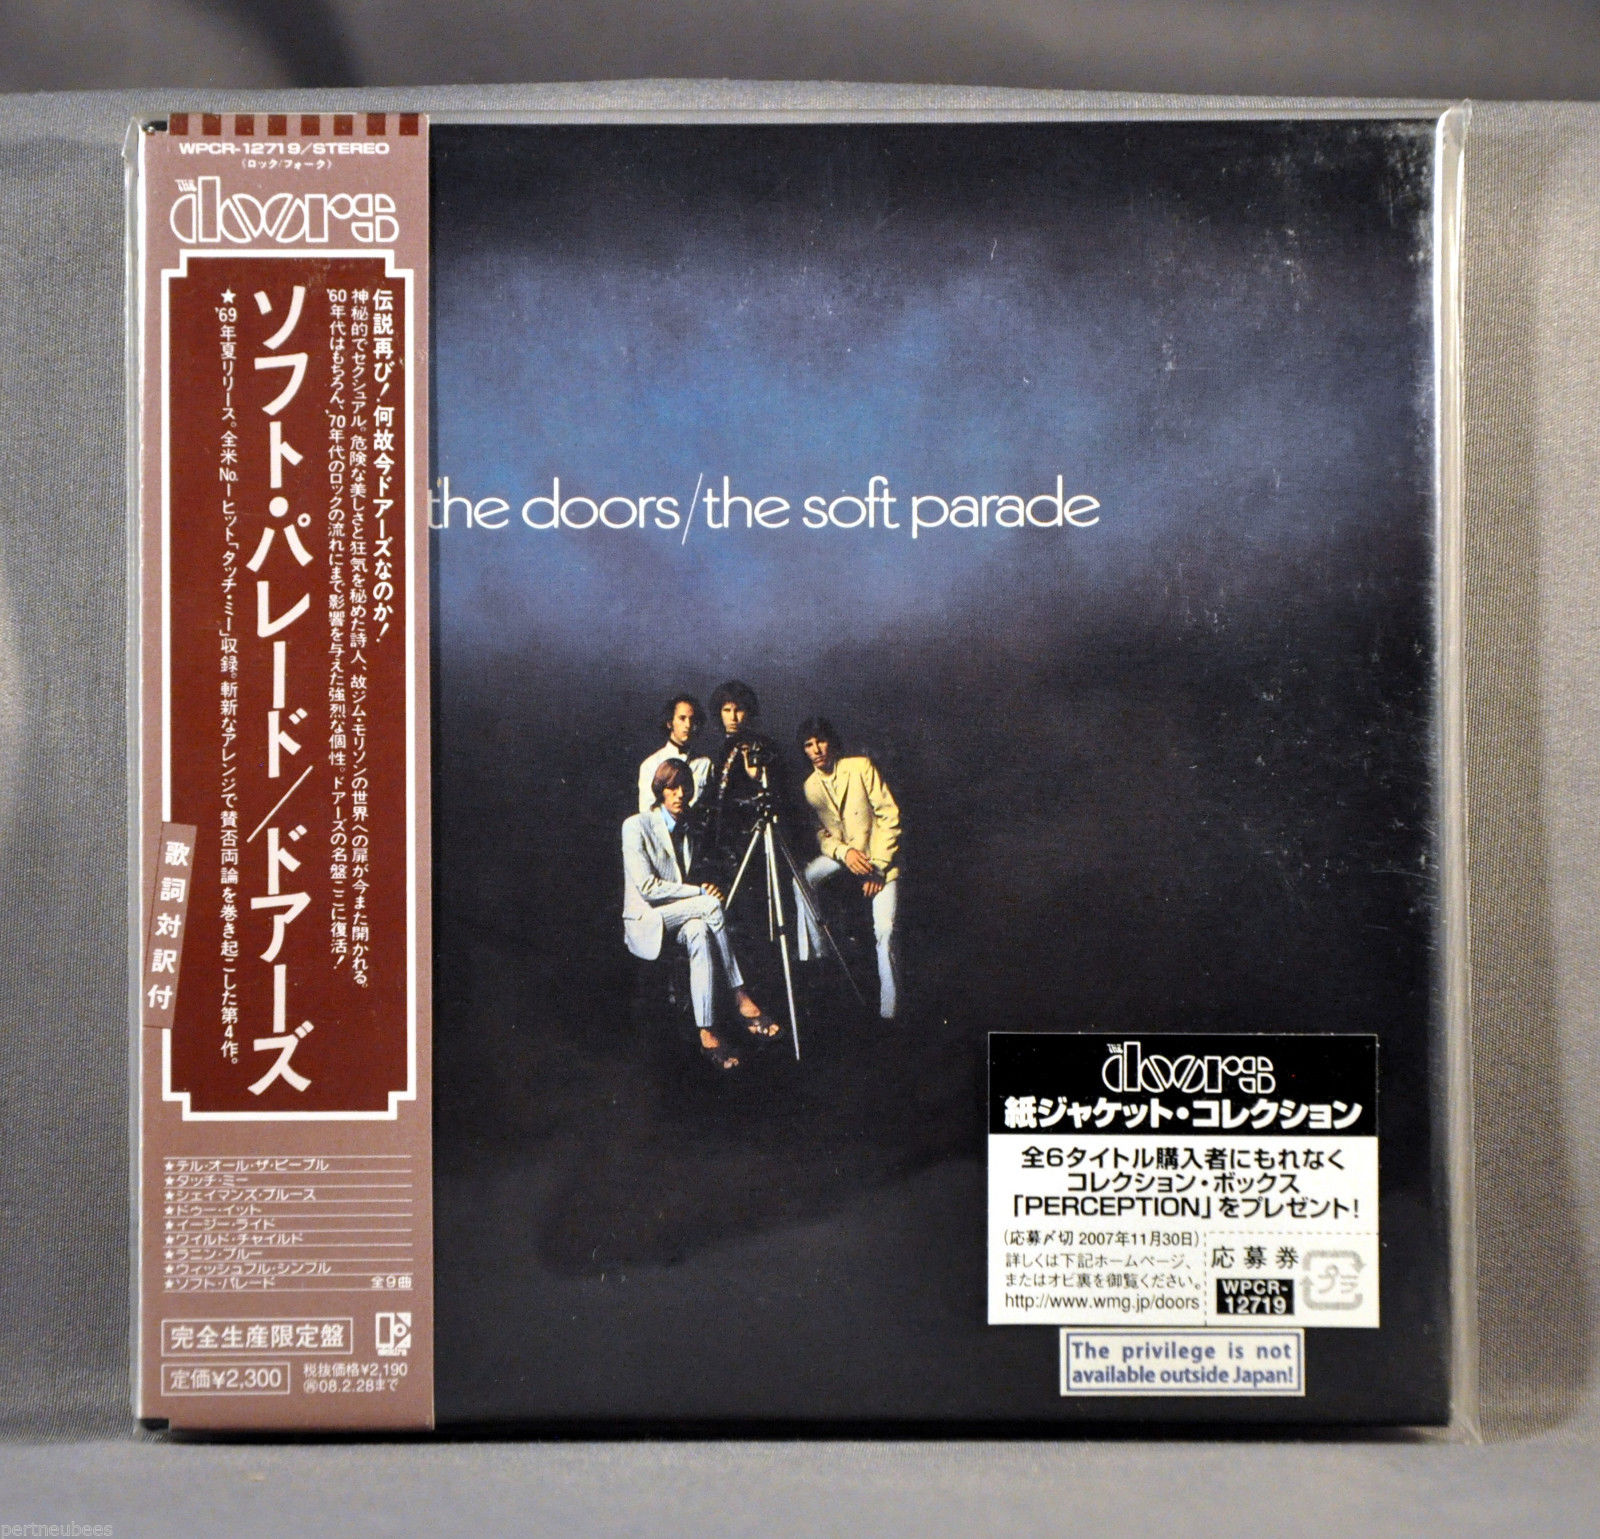 WPCR-12719/STEREO
(ロック/フォーク)
THE doors
伝説再び!何故今ドアーズなのか!
神秘的でセクシュアル。危険な美しさと狂気を秘めた詩人、故ジム・モリソンの世界への扉が今また開かれる。
'60年代はもちろん、'70年代のロックの流れにまで影響を与えた強烈な個性。ドアーズの名盤ここに復活!
ソフト・パレード/ドアーズ
★'69年夏リリース。全米No.1ヒット「タッチ・ミー」収録。斬新なアレンジで賛否両論を巻き起こした第4作。
歌詞対訳付
★テル・オール・ザ・ピープル
★タッチ・ミー
★シェイマンズ・ブルース
★ドゥー・イット
★イージー・ライド
★ワイルド・チャイルド
★ラニン・ブルー
★ウィッシュフル・シンフル
★ソフト・パレード 全9曲
完全生産限定盤
定価¥2,300
税抜価格¥2,190
㋐08.2.28まで
the doors/the soft parade
THE doors
紙ジャケット・コレクション
全6タイトル購入者にもれなく
コレクション・ボックス
「PERCEPTION」をプレゼント!
(応募〆切 2007年11月30日)
詳しくは下記ホームページ、
またはオビ裏を御覧ください。
http://www.wmg.jp/doors
応募券
WPCR-
12719
プラ
The privilege is not
available outside Japan!
pertneubees